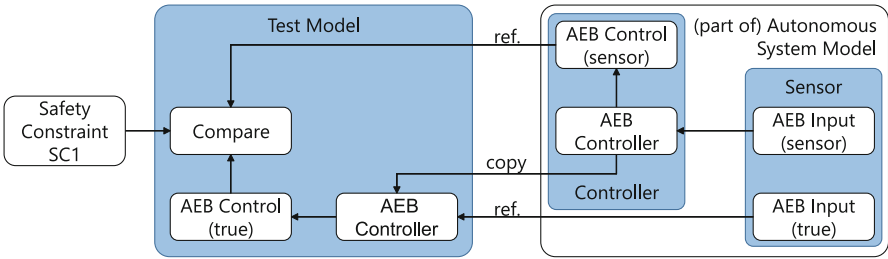 Test Model
ref.
AEB Control
(sensor)
(part of) Autonomous
System Model
Sensor
Safety
Constraint
SC1
Compare
AEB
Controller
AEB Input
(sensor)
copy
Controller
AEB Control
(true)
AEB
Controller
ref.
AEB Input
(true)